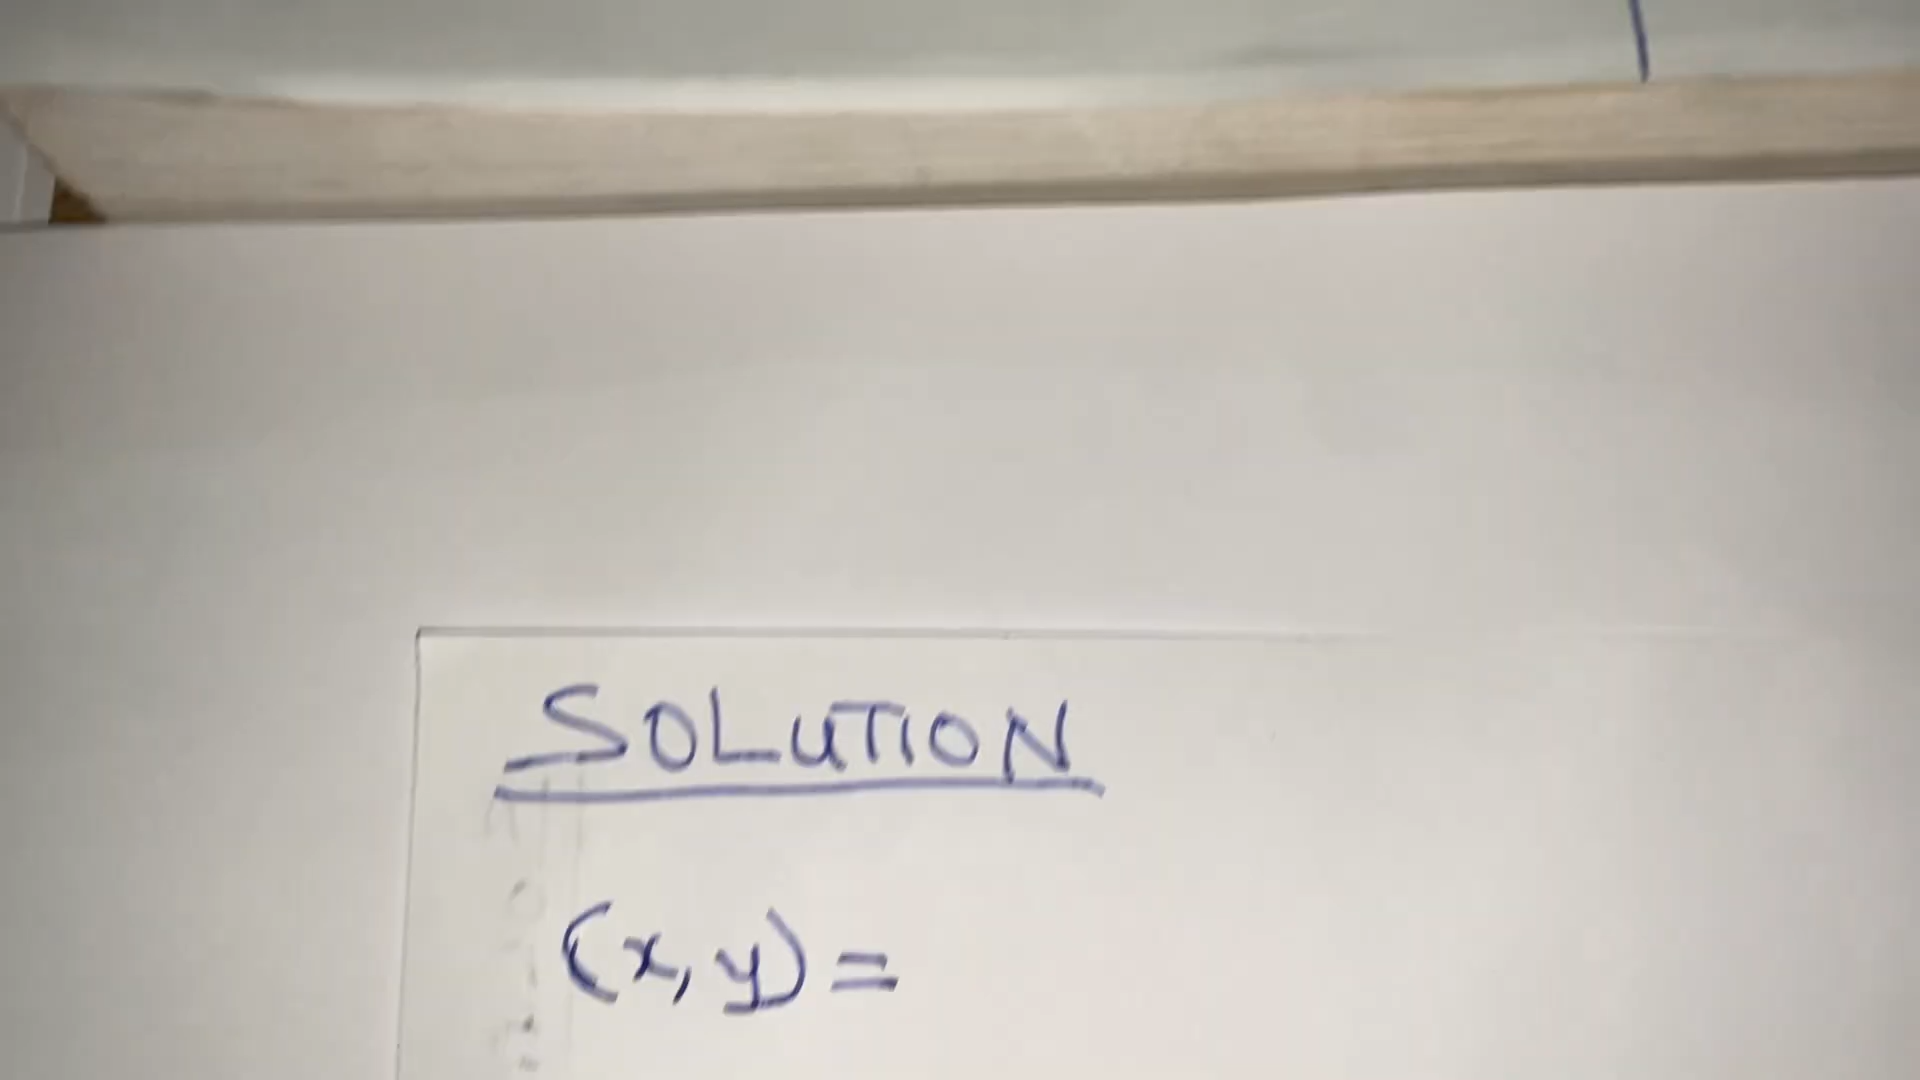 SOLUTION
(x, y) =